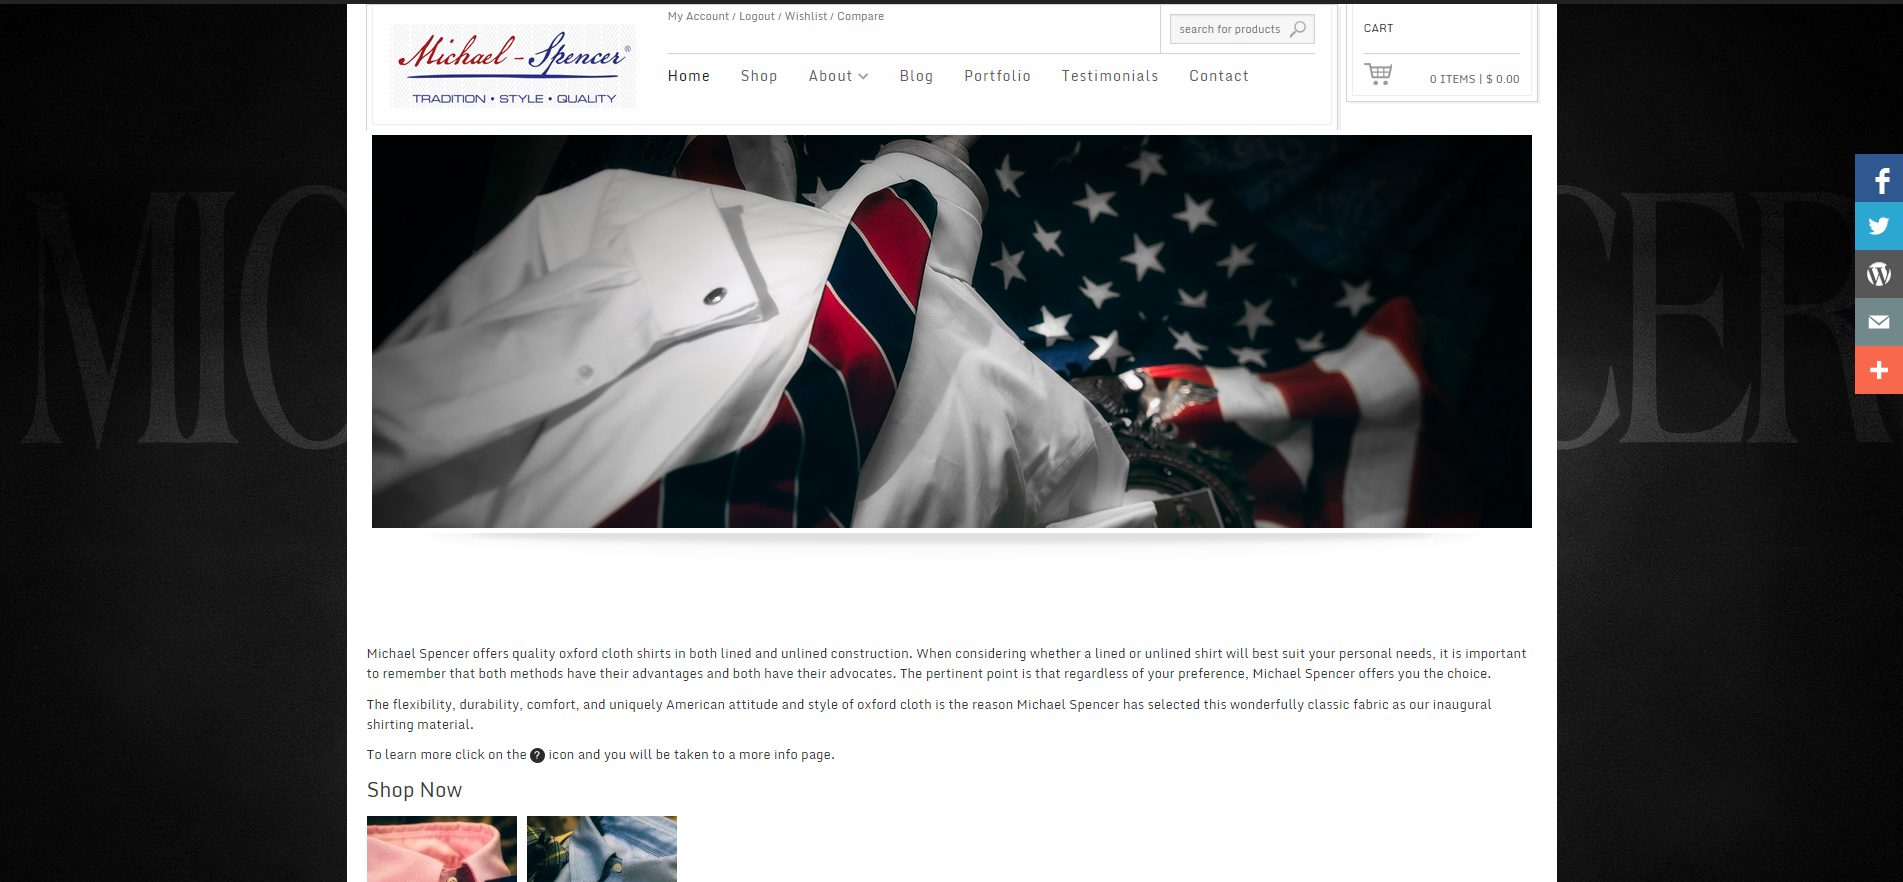 My Account / Logout / Wishlist / Compare
search for products
CART
Michael - Spencer®
TRADITION • STYLE • QUALITY
Home Shop About Blog Portfolio Testimonials Contact
0 ITEMS | $ 0.00
MIC
CER
Michael Spencer offers quality oxford cloth shirts in both lined and unlined construction. When considering whether a lined or unlined shirt will best suit your personal needs, it is important
to remember that both methods have their advantages and both have their advocates. The pertinent point is that regardless of your preference, Michael Spencer offers you the choice.
The flexibility, durability, comfort, and uniquely American attitude and style of oxford cloth is the reason Michael Spencer has selected this wonderfully classic fabric as our inaugural
shirting material.
To learn more click on the ? icon and you will be taken to a more info page.
Shop Now